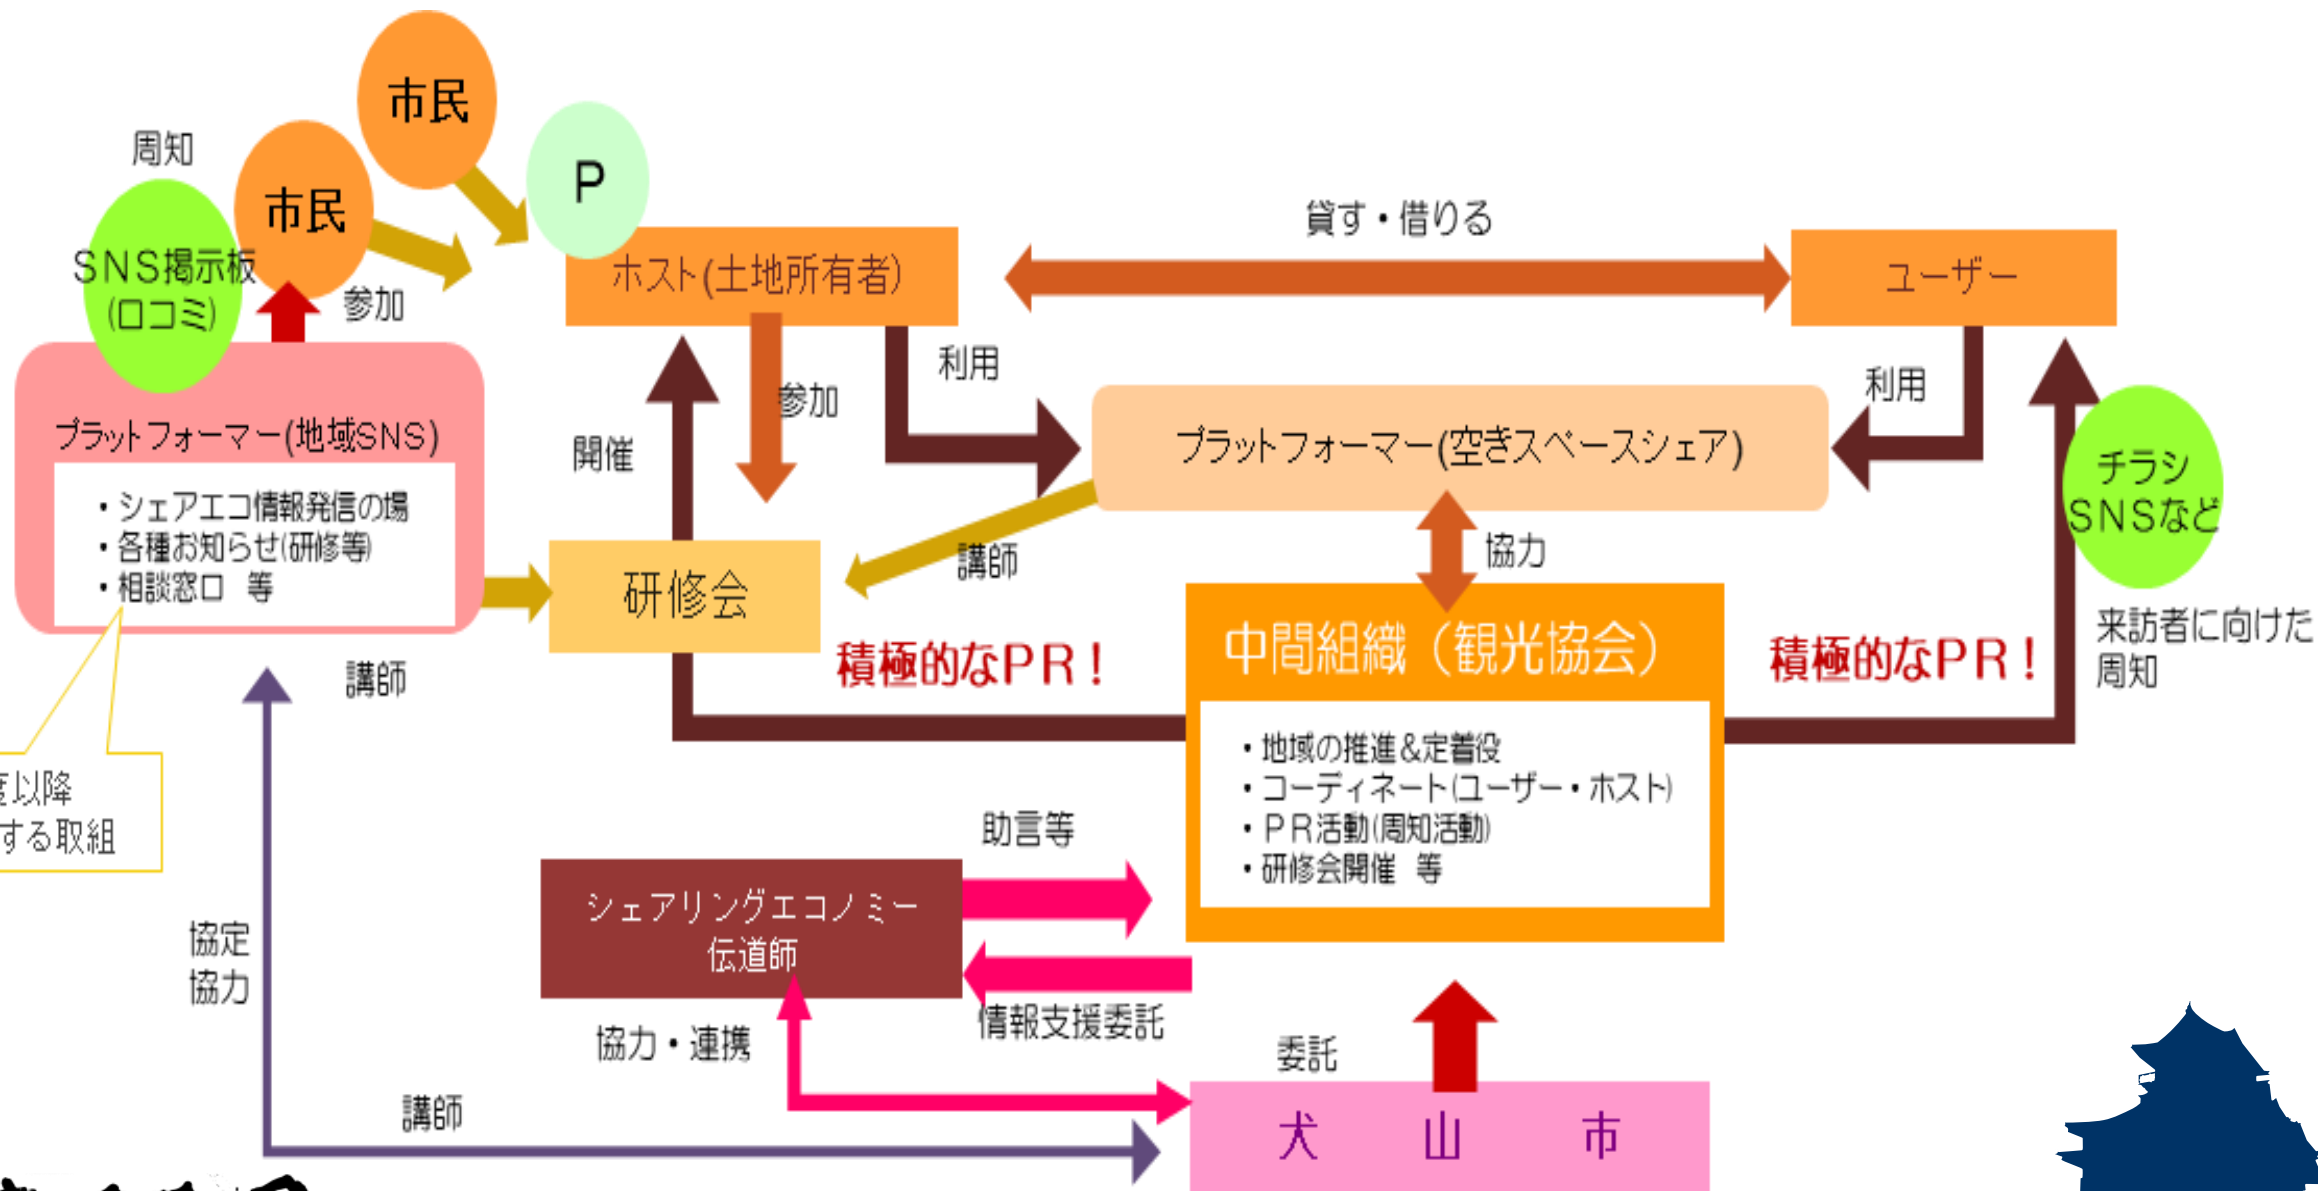 市民
周知
市民
P
SNS掲示板
(口コミ)
参加
ホスト(土地所有者)
貸す・借りる
ユーザー
プラットフォーマー(地域SNS)
・シェアエコ情報発信の場
・各種お知らせ(研修等)
・相談窓口 等
開催
参加
利用
プラットフォーマー(空きスペースシェア)
利用
チラシ
SNSなど
講師
研修会
講師
協力
積極的なPR！
中間組織（観光協会）
・地域の推進&定着役
・コーディネート(ユーザー・ホスト)
・PR活動(周知活動)
・研修会開催 等
積極的なPR！
来訪者に向けた
周知
以降
する取組
助言等
シェアリングエコノミー
伝道師
情報支援委託
協定
協力
協力・連携
委託
講師
犬山市